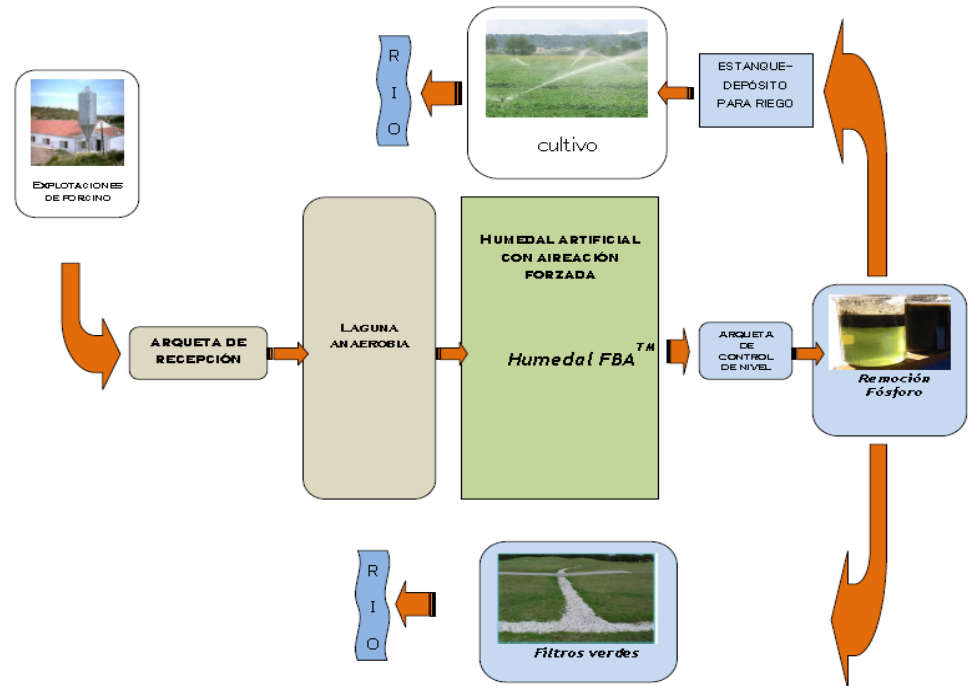 R
I
O
cultivo
ESTANQUE-
DEPÓSITO
PARA RIEGO
EXPLOTACIONES
DE PORCINO
ARQUETA DE
RECEPCIÓN
LAGUNA
ANAEROBIA
HUMEDAL ARTIFICIAL
CON AIREACIÓN
FORZADA
Humedal FBA™
ARQUETA
DE
CONTROL
DE NIVEL
Remoción
Fósforo
R
I
O
Filtros verdes